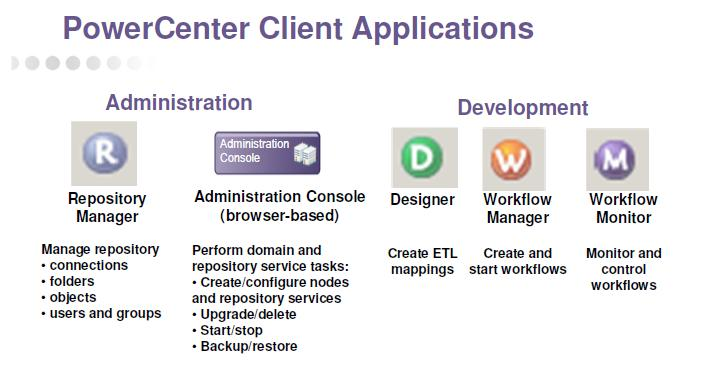 PowerCenter Client Applications
Administration
Development
R
Administration
Console
D
W
M
Repository
Manager
Administration Console
(browser-based)
Designer
Workflow
Manager
Workflow
Monitor
Manage repository
• connections
• folders
• objects
• users and groups
Perform domain and
repository service tasks:
• Create/configure nodes
and repository services
• Upgrade/delete
• Start/stop
• Backup/restore
Create ETL
mappings
Create and
start workflows
Monitor and
control
workflows